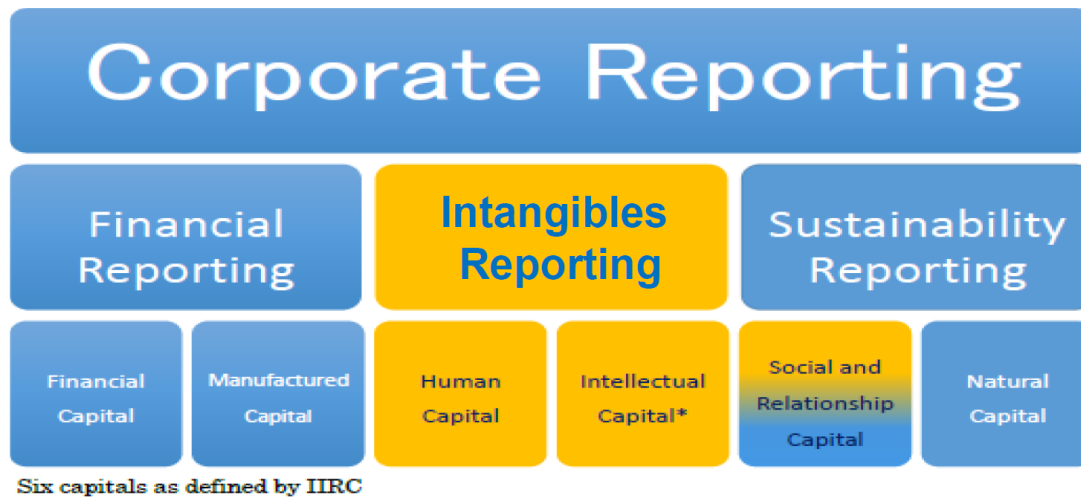 Corporate Reporting
Financial
Reporting
Intangibles
Reporting
Sustainability
Reporting
Financial
Capital
Manufactured
Capital
Human
Capital
Intellectual
Capital*
Social and
Relationship
Capital
Natural
Capital
Six capitals as defined by IIRC